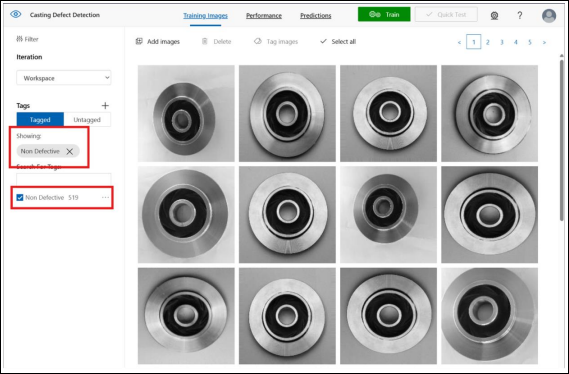 Casting Defect Detection
Training Images
Performance
Predictions
Train
Quick Test
?
Filter
Iteration
Workspace
Tags
+
Tagged
Untagged
Showing:
Non Defective X
Search For Tags:
Non Defective 519 ...
Add images
Delete
Tag images
Select all
< 1 2 3 4 5 >